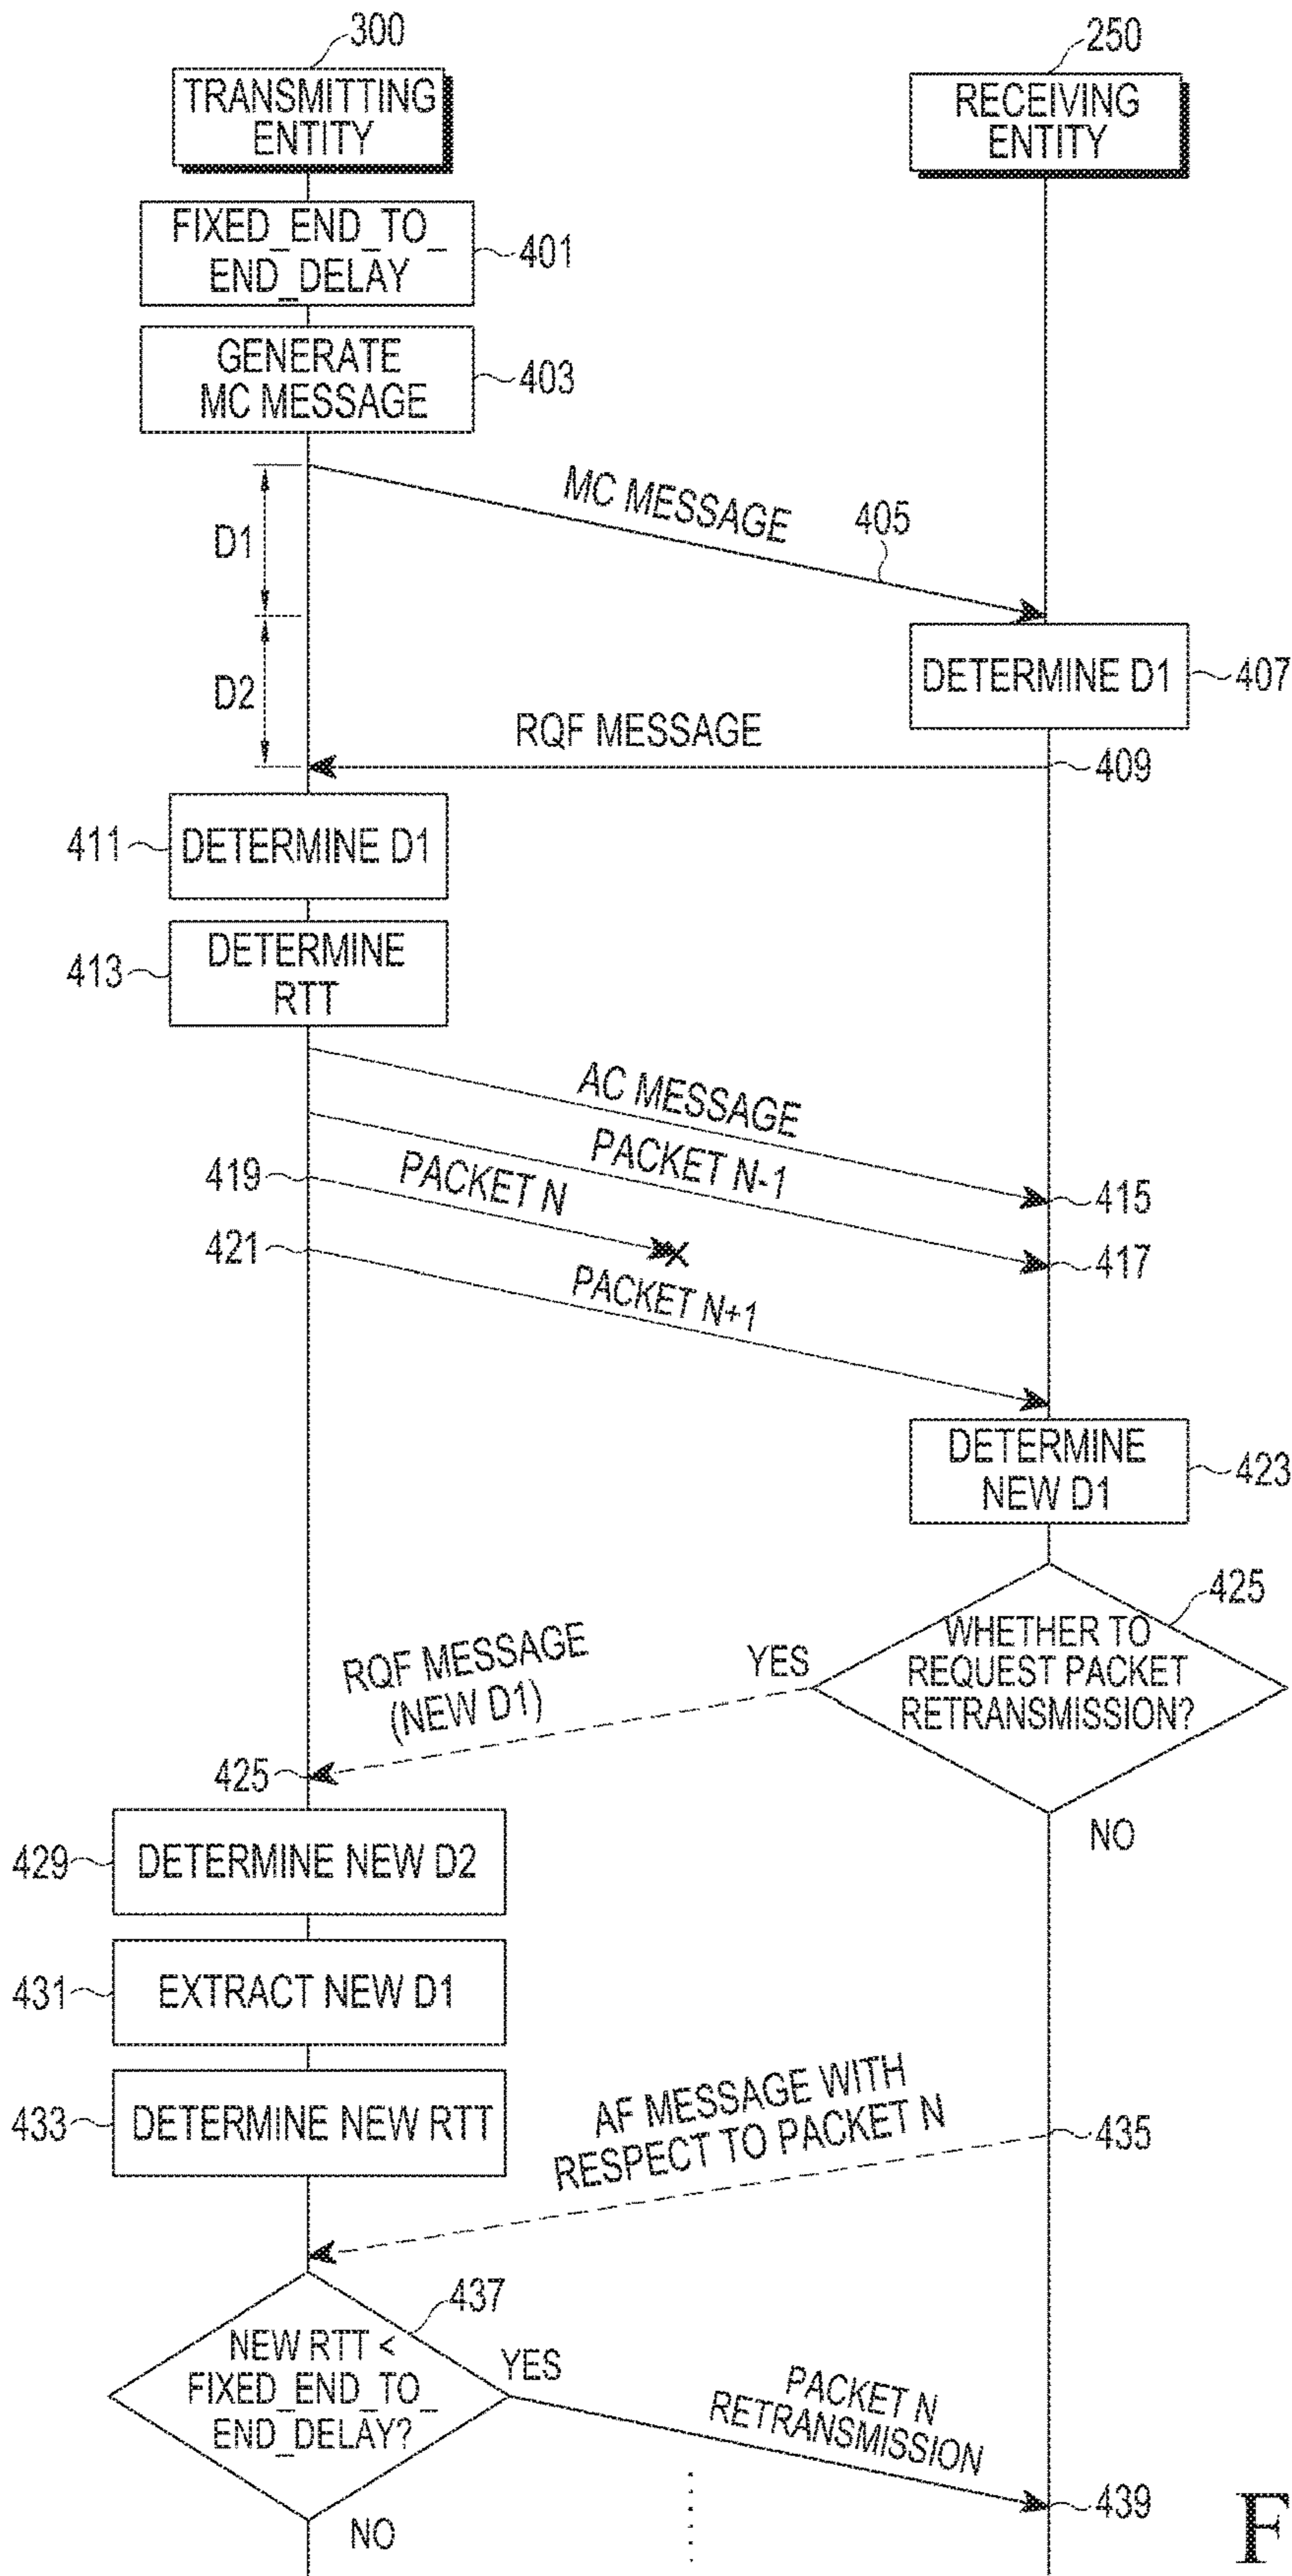 300
250
TRANSMITTING
ENTITY
RECEIVING
ENTITY
FIXED_END_TO_
END_DELAY
401
GENERATE
MC MESSAGE
403
MC MESSAGE
405
D1
D2
DETERMINE D1
407
RQF MESSAGE
409
411
DETERMINE D1
413
DETERMINE
RTT
AC MESSAGE
415
PACKET N-1
417
419
PACKET N
421
PACKET N+1
DETERMINE
NEW D1
423
425
WHETHER TO
REQUEST PACKET
RETRANSMISSION?
YES
NO
RQF MESSAGE
(NEW D1)
425
429
DETERMINE NEW D2
431
EXTRACT NEW D1
433
DETERMINE NEW RTT
AF MESSAGE WITH
RESPECT TO PACKET N
435
437
NEW RTT <
FIXED_END_TO_
END_DELAY?
YES
PACKET N
RETRANSMISSION
439
NO
F